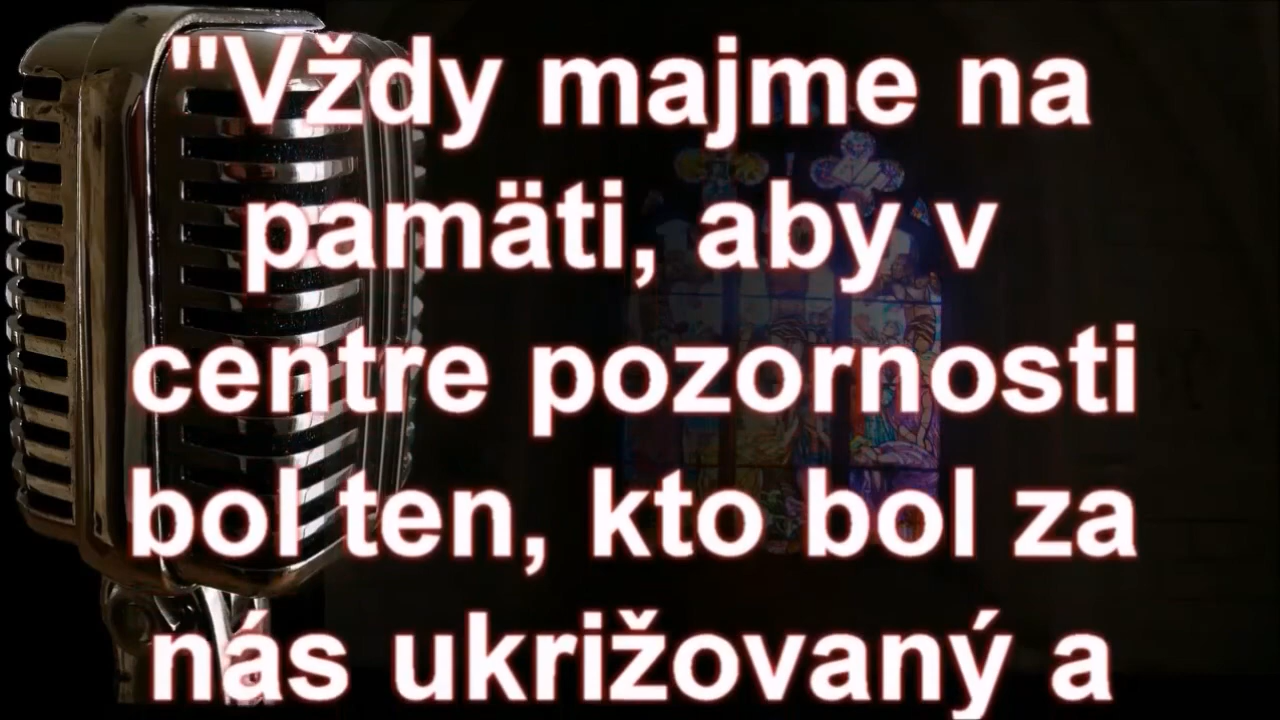 "Vždy majme na
pamäti, aby v
centre pozornosti
bol ten, kto bol za
nás ukrižovaný a